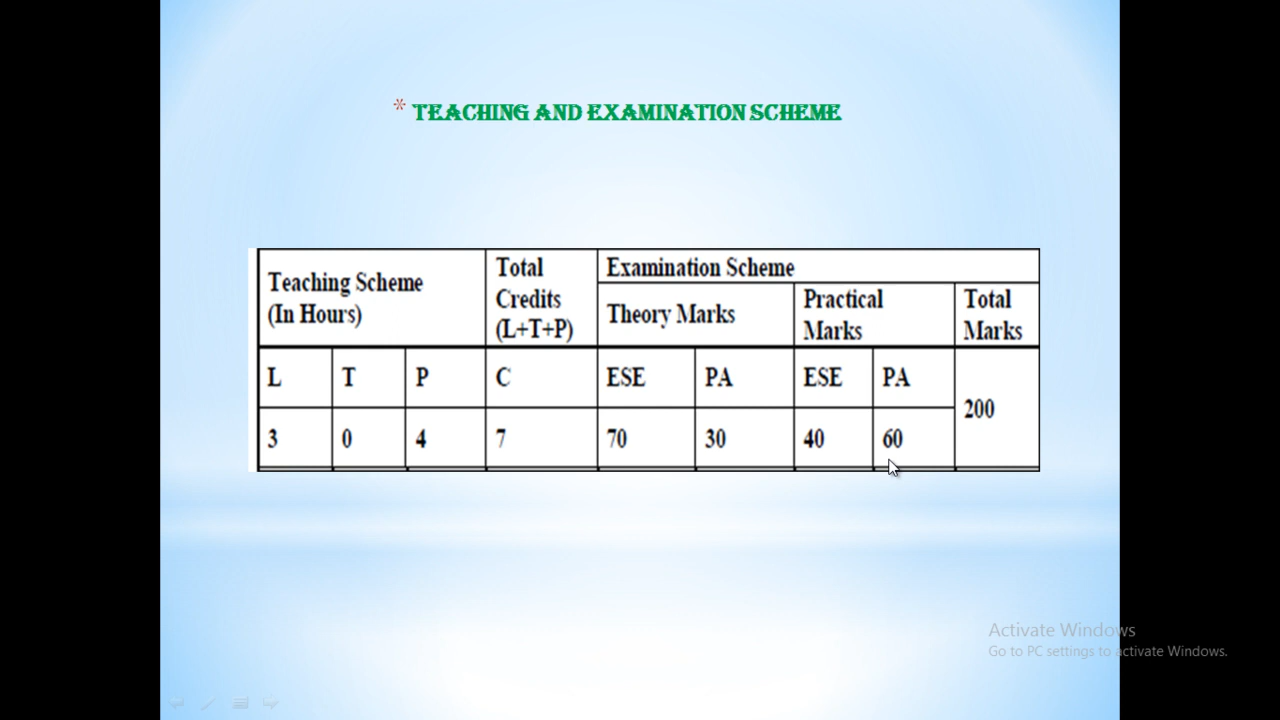 * TEACHING AND EXAMINATION SCHEME
Teaching Scheme
(In Hours)
Total
Credits
(L+T+P)
Examination Scheme
Theory Marks
Practical
Marks
Total
Marks
L T P C ESE PA ESE PA
200
3 0 4 7 70 30 40 60
Activate Windows
Go to PC settings to activate Windows.